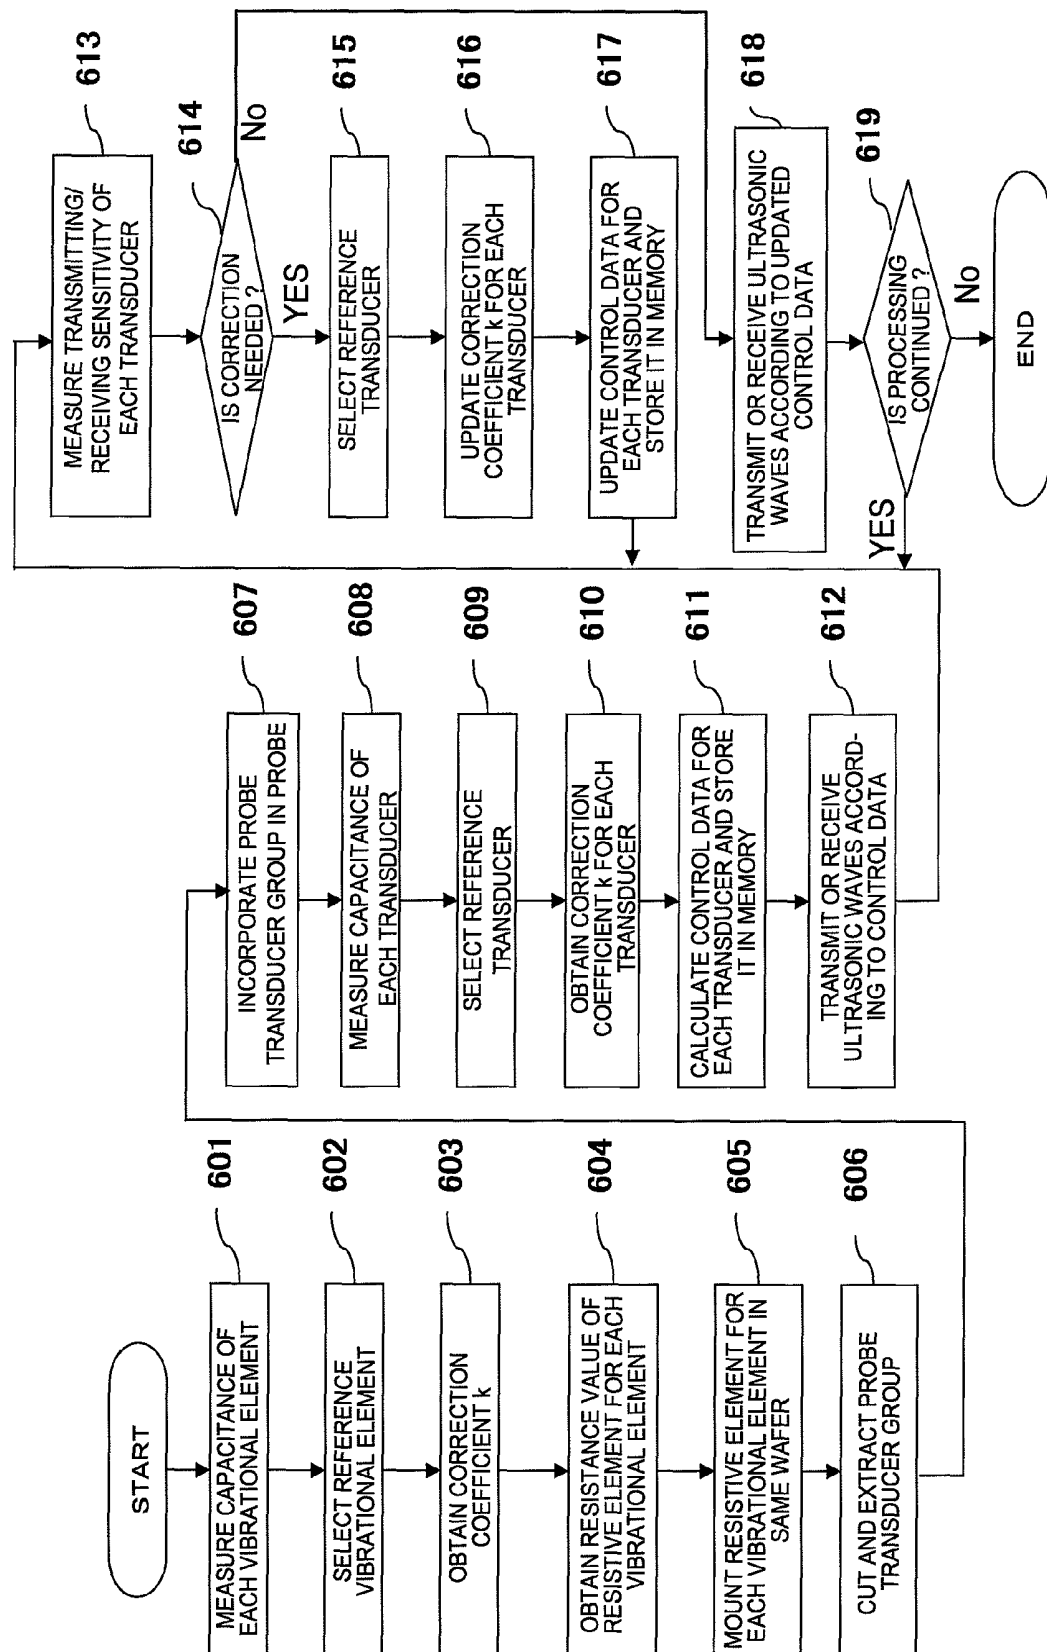 START
MEASURE CAPACITANCE OF
EACH VIBRATIONAL ELEMENT
601
SELECT REFERENCE
VIBRATIONAL ELEMENT
602
OBTAIN CORRECTION
COEFFICIENT k
603
OBTAIN RESISTANCE VALUE OF
RESISTIVE ELEMENT FOR EACH
VIBRATIONAL ELEMENT
604
MOUNT RESISTIVE ELEMENT FOR
EACH VIBRATIONAL ELEMENT IN
SAME WAFER
605
CUT AND EXTRACT PROBE
TRANSDUCER GROUP
606
INCORPORATE PROBE
TRANSDUCER GROUP IN PROBE
607
MEASURE CAPACITANCE OF
EACH TRANSDUCER
608
SELECT REFERENCE
TRANSDUCER
609
OBTAIN CORRECTION
COEFFICIENT k FOR EACH
TRANSDUCER
610
CALCULATE CONTROL DATA FOR
EACH TRANSDUCER AND STORE
IT IN MEMORY
611
TRANSMIT OR RECEIVE
ULTRASONIC WAVES ACCORD-
ING TO CONTROL DATA
612
MEASURE TRANSMITTING/
RECEIVING SENSITIVITY OF
EACH TRANSDUCER
613
IS CORRECTION
NEEDED ?
614
No
YES
SELECT REFERENCE
TRANSDUCER
615
UPDATE CORRECTION
COEFFICIENT k FOR EACH
TRANSDUCER
616
UPDATE CONTROL DATA FOR
EACH TRANSDUCER AND
STORE IT IN MEMORY
617
TRANSMIT OR RECEIVE ULTRASONIC
WAVES ACCORDING TO UPDATED
CONTROL DATA
618
IS PROCESSING
CONTINUED ?
619
YES
No
END